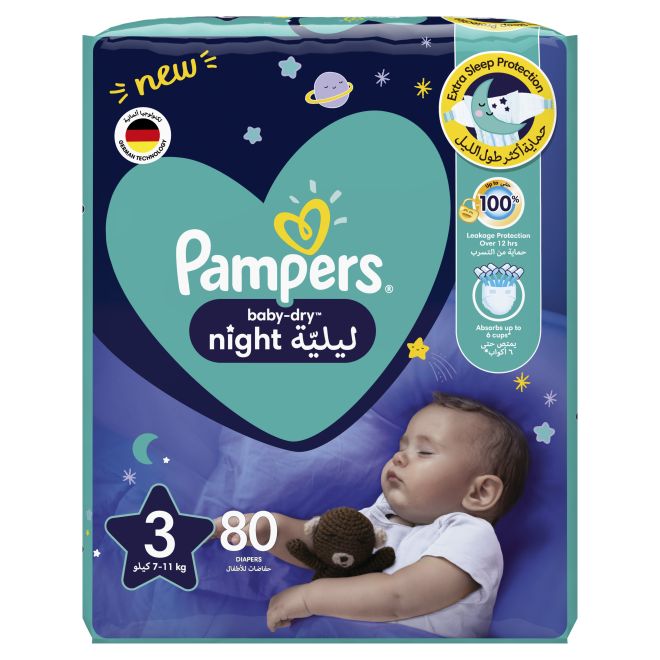 new
تكنولوجيا ألمانية
GERMAN TECHNOLOGY
Extra Sleep Protection
حماية أكثر طول الليل
Up to حتى
100%
Leakage Protection
Over 12 hrs
حماية من التسرب
Absorbs up to
6 cups*
يمتص حتى
٦ أكواب*
Pampers®
baby-dry™
night ليليّة
3
7-11 kg كيلو
80
DIAPERS
حفاضات للأطفال